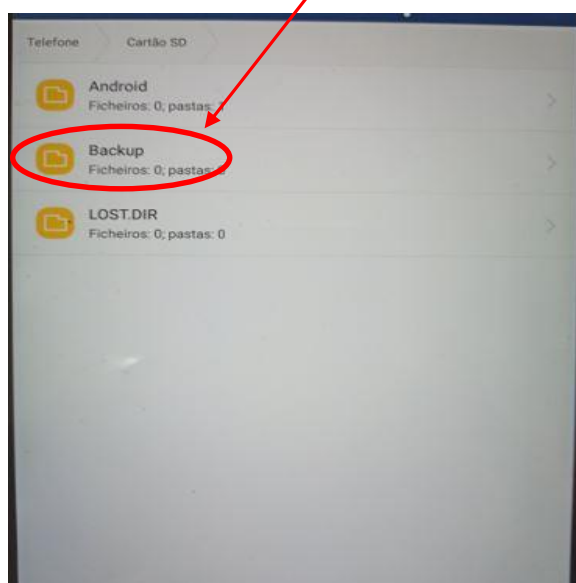 Telefone Cartão SD
Android
Ficheiros: 0; pastas:
Backup
Ficheiros: 0; pastas:
LOST.DIR
Ficheiros: 0; pastas: 0